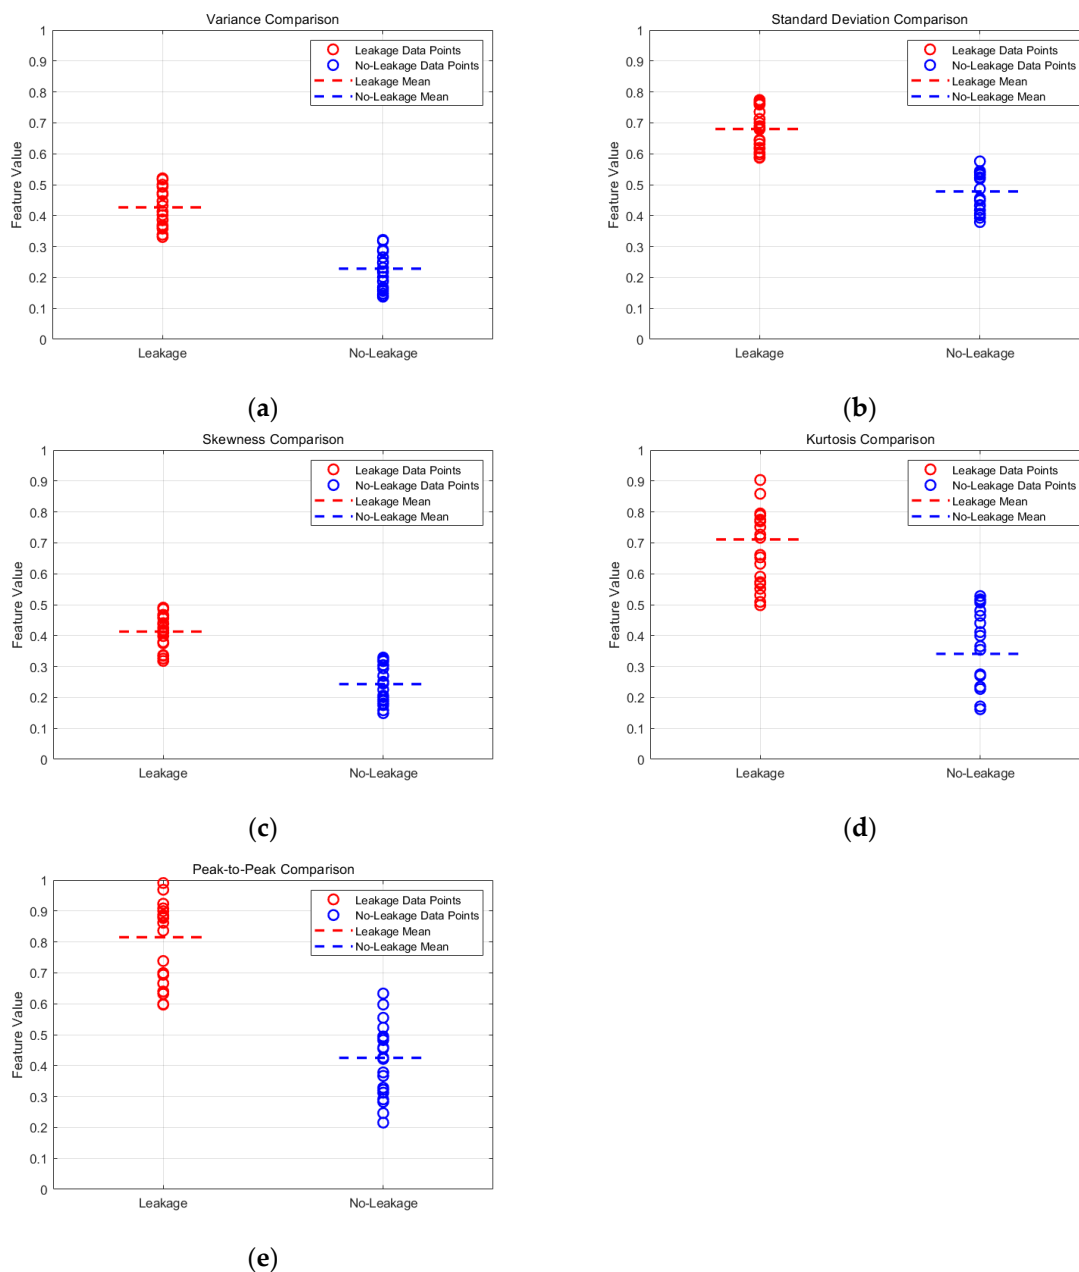 Variance Comparison
1
0.9
0.8
0.7
0.6
0.5
0.4
0.3
0.2
0.1
0
Feature Value
Leakage Data Points
No-Leakage Data Points
Leakage Mean
No-Leakage Mean
Leakage
No-Leakage
(a)
Standard Deviation Comparison
1
0.9
0.8
0.7
0.6
0.5
0.4
0.3
0.2
0.1
0
Feature Value
Leakage Data Points
No-Leakage Data Points
Leakage Mean
No-Leakage Mean
Leakage
No-Leakage
(b)
Skewness Comparison
1
0.9
0.8
0.7
0.6
0.5
0.4
0.3
0.2
0.1
0
Feature Value
Leakage Data Points
No-Leakage Data Points
Leakage Mean
No-Leakage Mean
Leakage
No-Leakage
(c)
Kurtosis Comparison
1
0.9
0.8
0.7
0.6
0.5
0.4
0.3
0.2
0.1
0
Feature Value
Leakage Data Points
No-Leakage Data Points
Leakage Mean
No-Leakage Mean
Leakage
No-Leakage
(d)
Peak-to-Peak Comparison
1
0.9
0.8
0.7
0.6
0.5
0.4
0.3
0.2
0.1
0
Feature Value
Leakage Data Points
No-Leakage Data Points
Leakage Mean
No-Leakage Mean
Leakage
No-Leakage
(e)